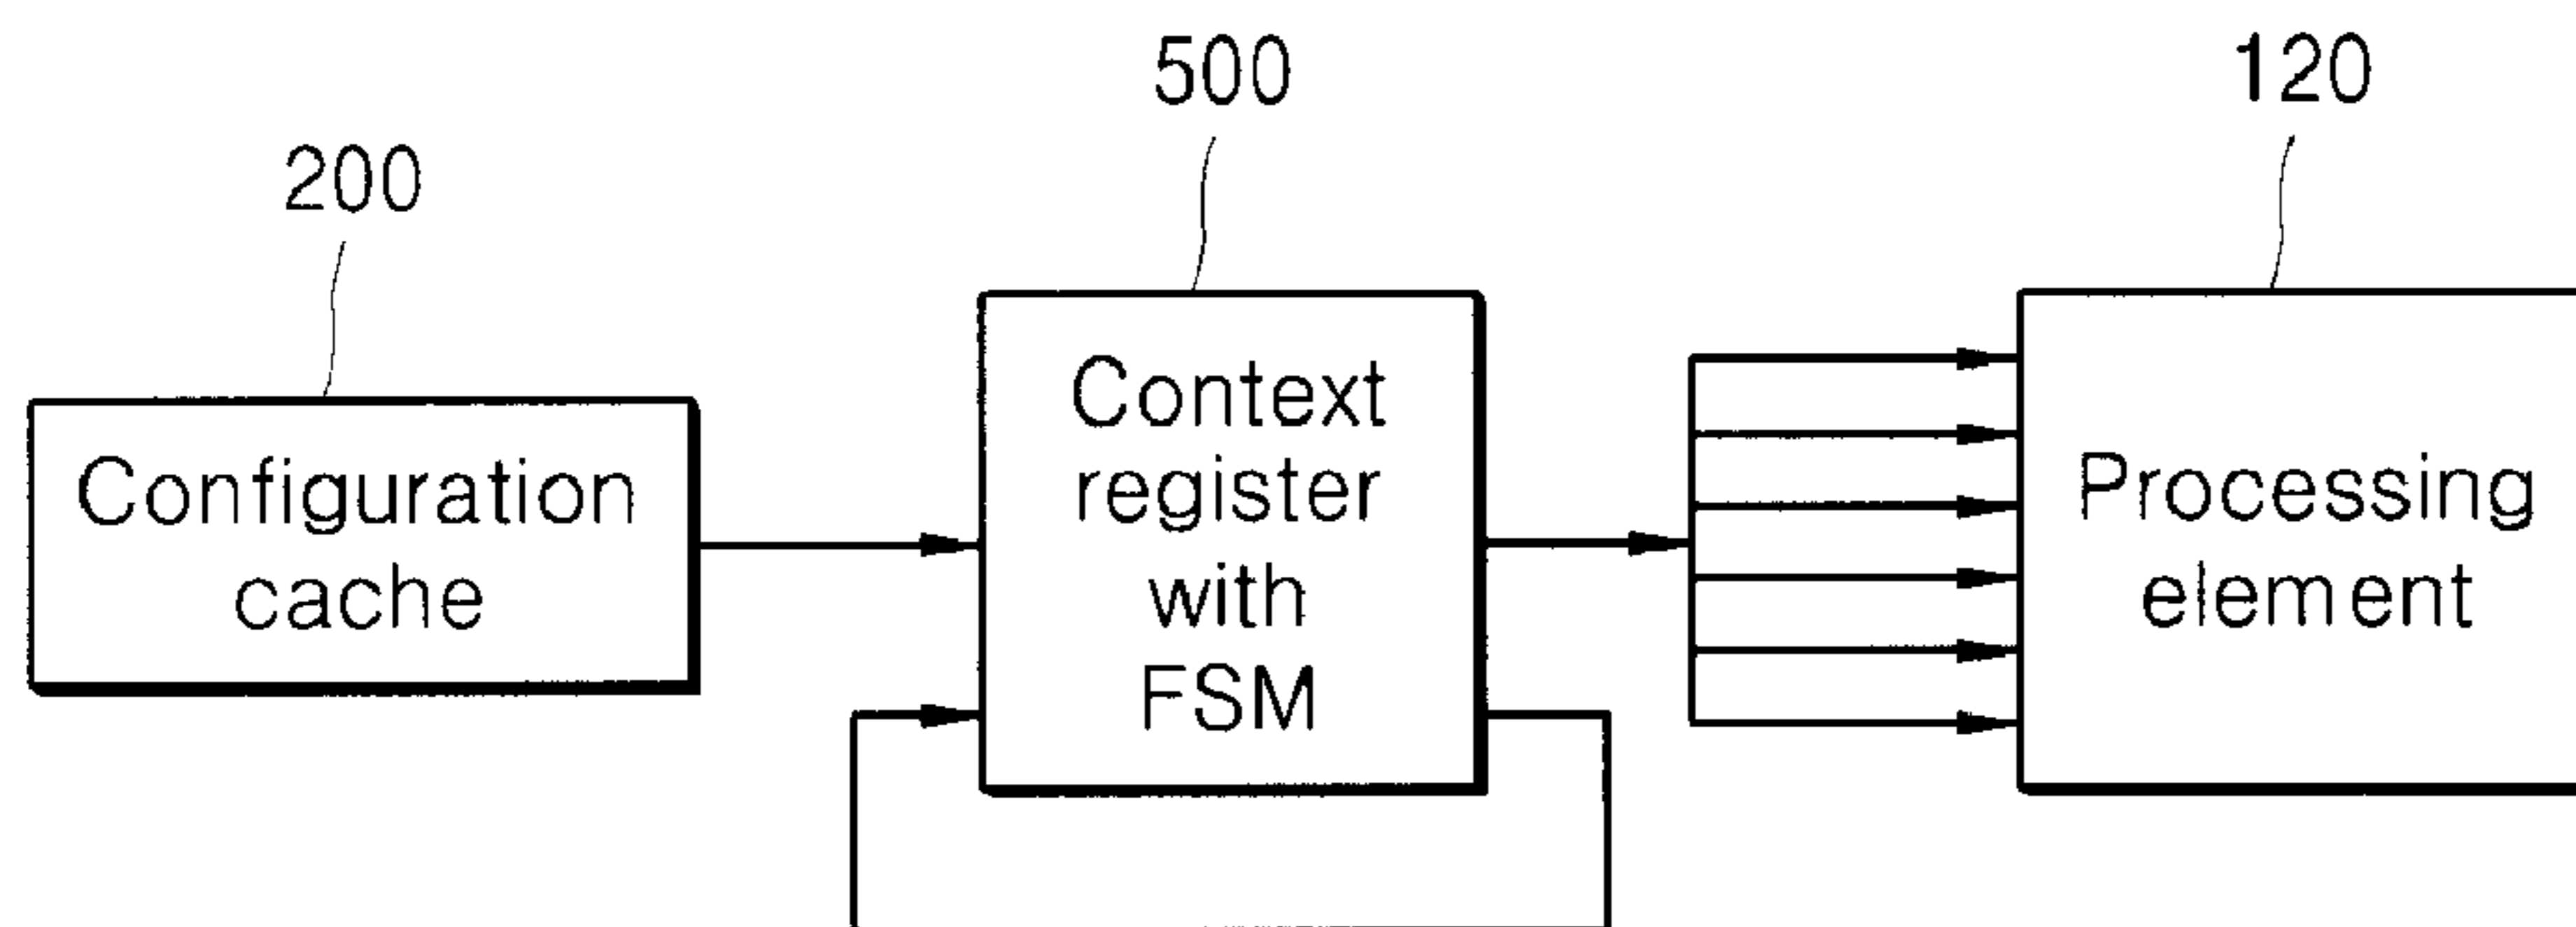 500
120
200
Configuration
cache
Context
register
with
FSM
Processing
element